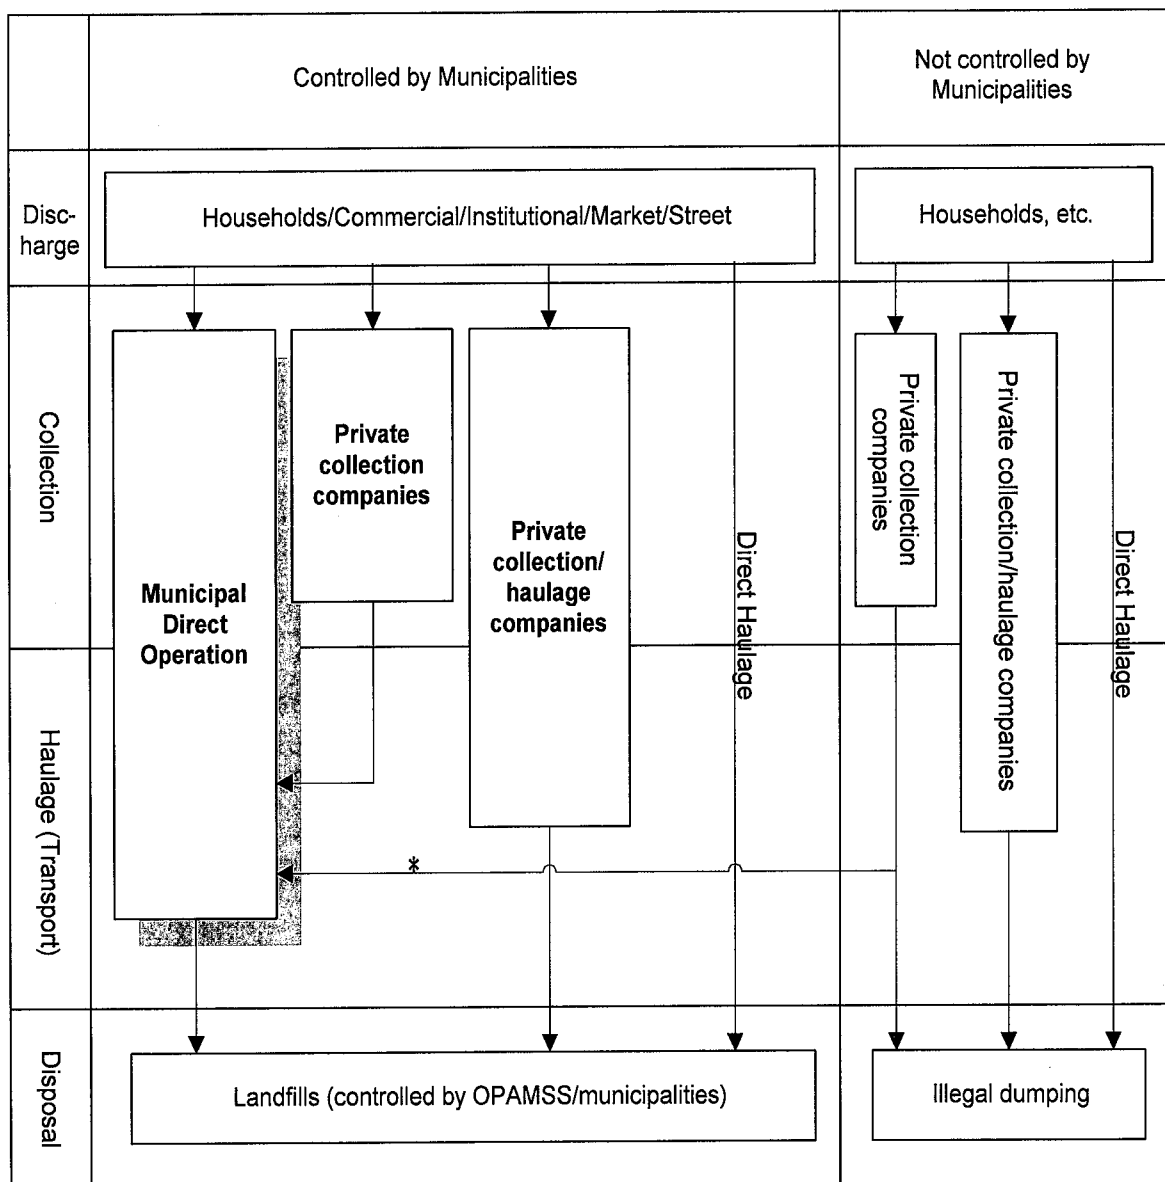 Controlled by Municipalities
Not controlled by
Municipalities
Disc-
harge
Households/Commercial/Institutional/Market/Street
Households, etc.
Collection
Municipal
Direct
Operation
Private
collection
companies
Private
collection/
haulage
companies
Direct Haulage
Private collection
companies
Private collection/haulage companies
Direct Haulage
Haulage (Transport)
*
Disposal
Landfills (controlled by OPAMSS/municipalities)
Illegal dumping